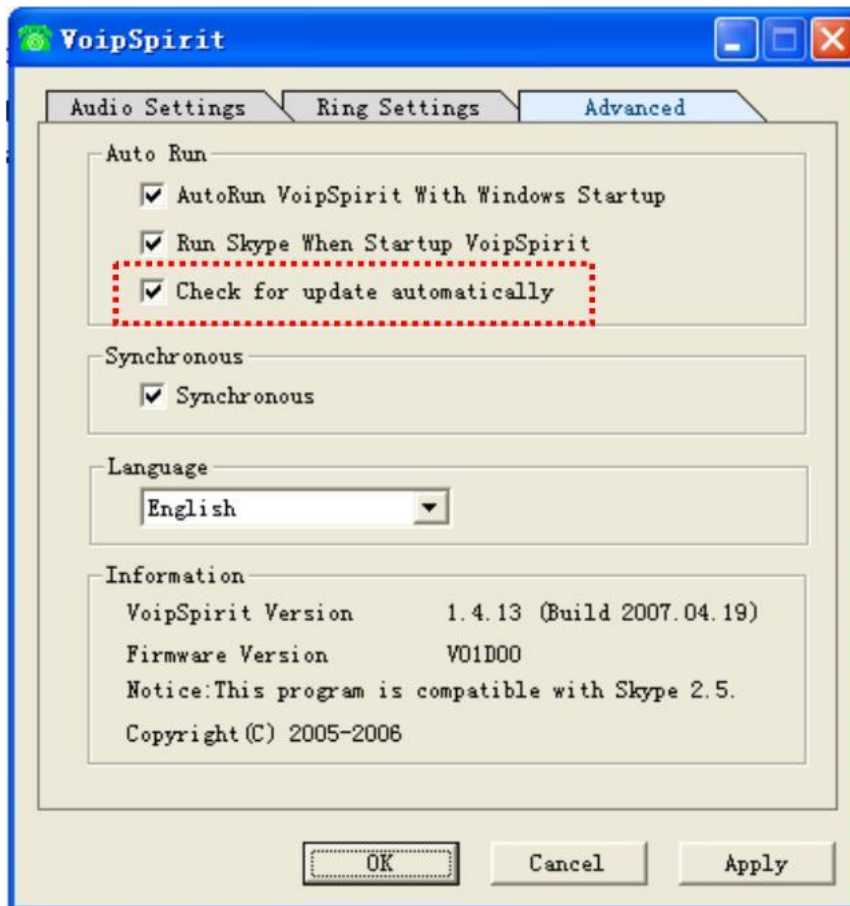 VoipSpirit
Audio Settings
Ring Settings
Advanced
Auto Run
AutoRun VoipSpirit With Windows Startup
Run Skype When Startup VoipSpirit
Check for update automatically
Synchronous
Synchronous
Language
English
Information
VoipSpirit Version 1.4.13 (Build 2007.04.19)
Firmware Version V01D00
Notice:This program is compatible with Skype 2.5.
Copyright(C) 2005-2006
OK
Cancel
Apply